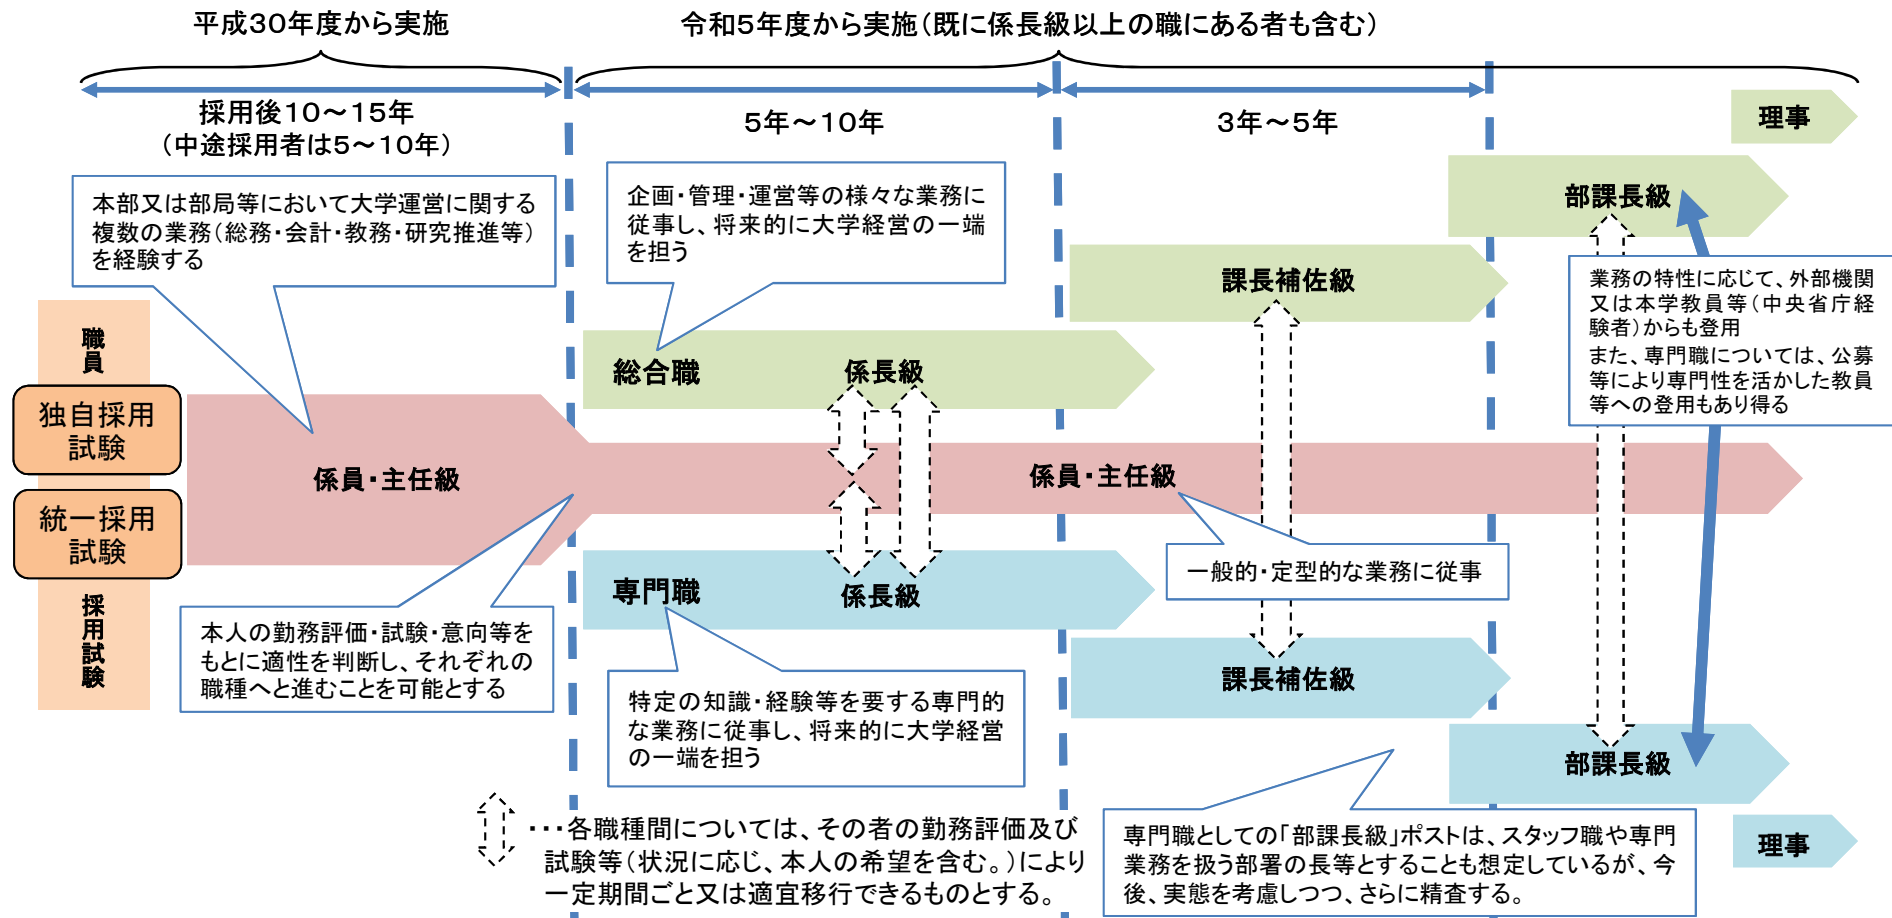 平成30年度から実施
令和5年度から実施（既に係長級以上の職にある者も含む）
採用後10～15年
（中途採用者は5～10年）
5年～10年
3年～5年
理事
部課長級
本部又は部局等において大学運営に関する
複数の業務（総務・会計・教務・研究推進等）
を経験する
企画・管理・運営等の様々な業務に
従事し、将来的に大学経営の一端
を担う
課長補佐級
業務の特性に応じて、外部機関
又は本学教員等（中央省庁経
験者）からも登用
また、専門職については、公募
等により専門性を活かした教員
等への登用もあり得る
職員
総合職
係長級
独自採用
試験
係員・主任級
係員・主任級
統一採用
試験
一般的・定型的な業務に従事
専門職
係長級
採用試験
本人の勤務評価・試験・意向等を
もとに適性を判断し、それぞれの
職種へと進むことを可能とする
課長補佐級
特定の知識・経験等を要する専門的
な業務に従事し、将来的に大学経営
の一端を担う
部課長級
・・・各職種間については、その者の勤務評価及び
試験等（状況に応じ、本人の希望を含む。）により
一定期間ごと又は適宜移行できるものとする。
専門職としての「部課長級」ポストは、スタッフ職や専門
業務を扱う部署の長等とすることも想定しているが、今
後、実態を考慮しつつ、さらに精査する。
理事